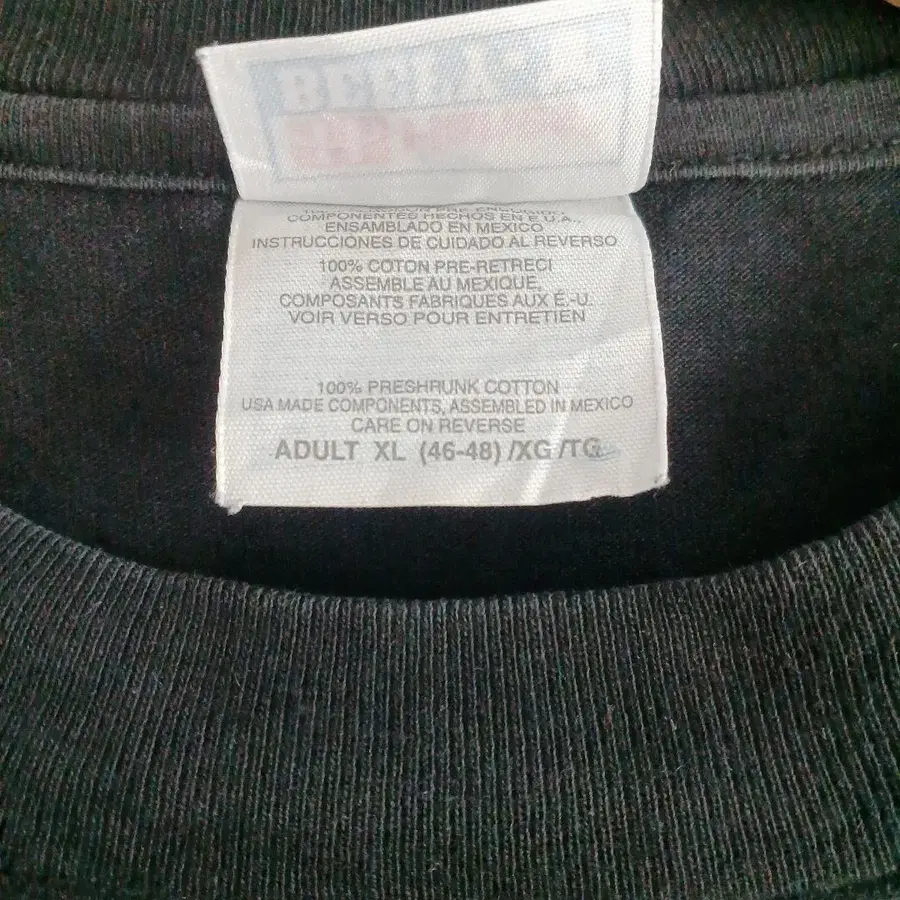 COMPONENTES HECHOS EN E.U.A.,
ENSAMBLADO EN MEXICO
INSTRUCCIONES DE CUIDADO AL REVERSO
100% COTON PRE-RETRECI
ASSEMBLE AU MEXIQUE,
COMPOSANTS FABRIQUES AUX É.-U.
VOIR VERSO POUR ENTRETIEN
100% PRESHRUNK COTTON
USA MADE COMPONENTS, ASSEMBLED IN MEXICO
CARE ON REVERSE
ADULT XL (46-48) /XG /TG